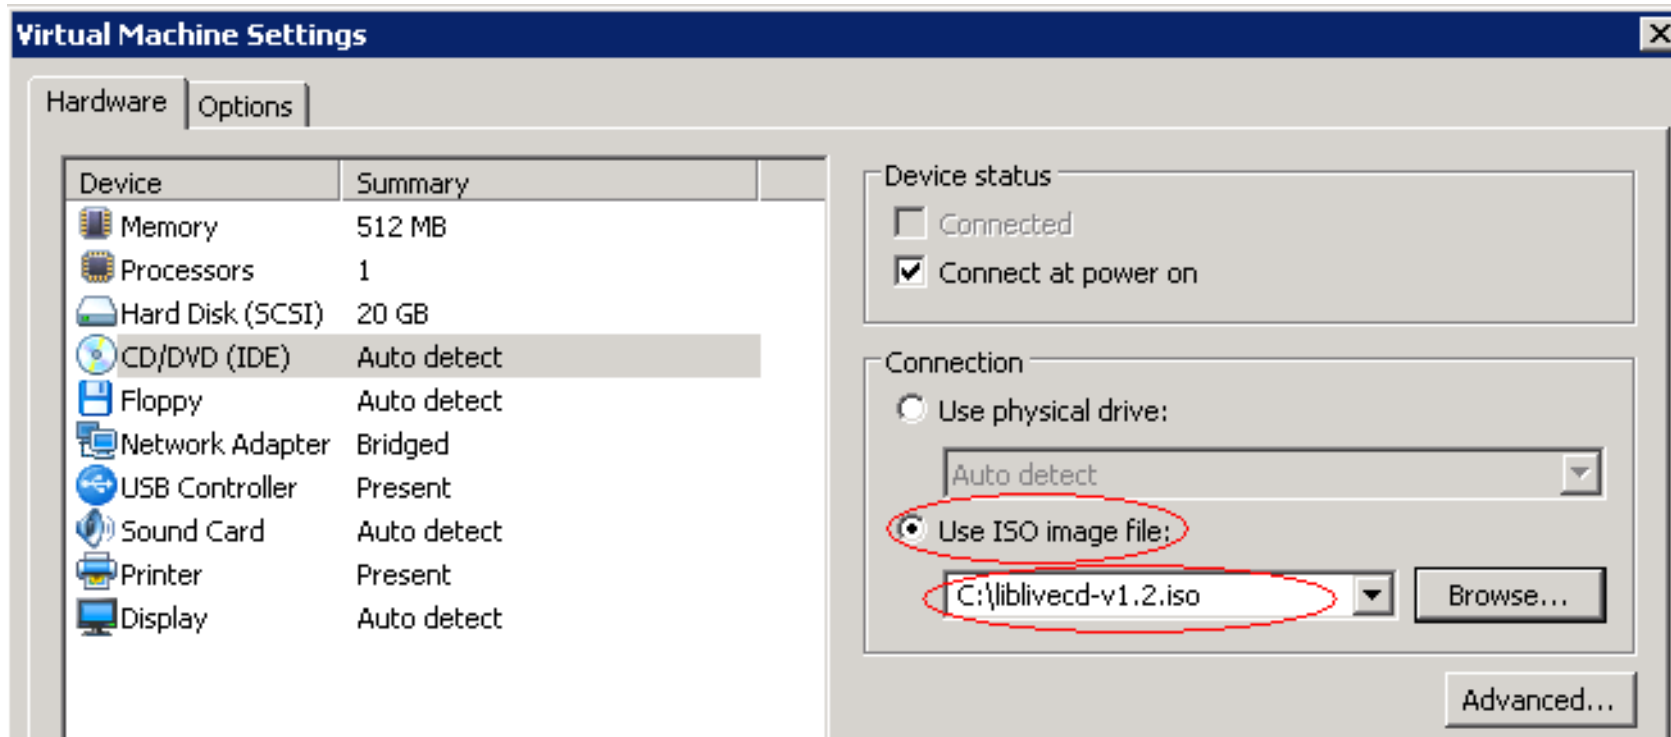 Virtual Machine Settings
Hardware Options
Device Summary
Memory 512 MB
Processors 1
Hard Disk (SCSI) 20 GB
CD/DVD (IDE) Auto detect
Floppy Auto detect
Network Adapter Bridged
USB Controller Present
Sound Card Auto detect
Printer Present
Display Auto detect
Device status
Connected
Connect at power on
Connection
Use physical drive:
Auto detect
Use ISO image file:
C:\liblivecd-v1.2.iso Browse...
Advanced...